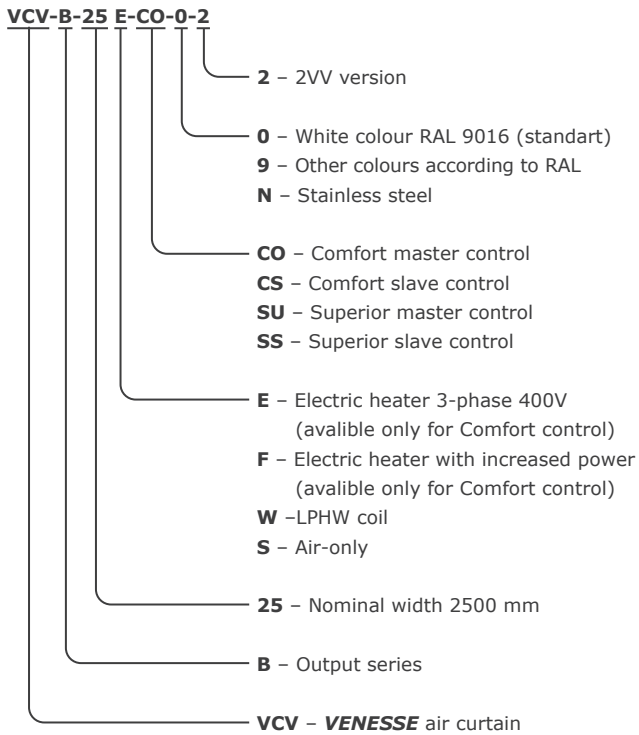 VCV-B-25 E-CO-0-2
2 – 2VV version
0 – White colour RAL 9016 (standart)
9 – Other colours according to RAL
N – Stainless steel
CO – Comfort master control
CS – Comfort slave control
SU – Superior master control
SS – Superior slave control
E – Electric heater 3-phase 400V
(avalible only for Comfort control)
F – Electric heater with increased power
(avalible only for Comfort control)
W –LPHW coil
S – Air-only
25 – Nominal width 2500 mm
B – Output series
VCV – VENESSE air curtain